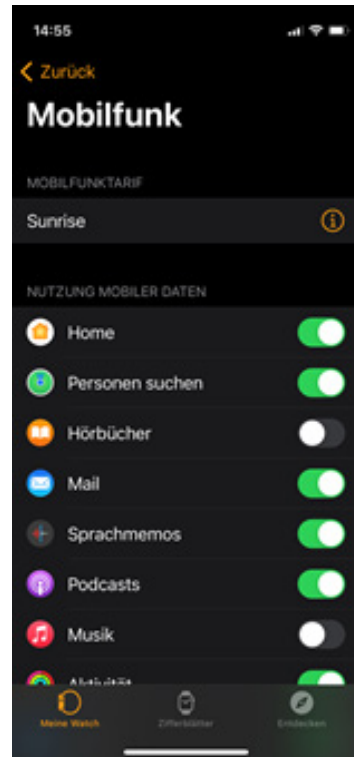 14:55
Zurück
Mobilfunk
MOBILFUNKTARIF
Sunrise
NUTZUNG MOBILER DATEN
Home
Personen suchen
Hörbücher
Mail
Sprachmemos
Podcasts
Musik
Aktivität
Meine Watch Zifferblätter Entdecken